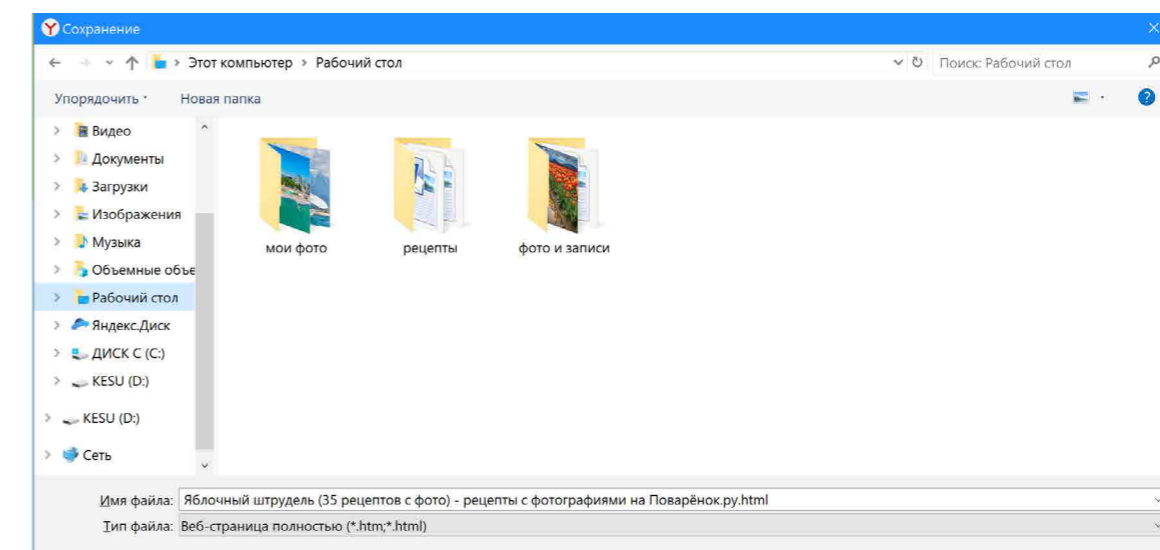 Сохранение
Этот компьютер > Рабочий стол
Поиск: Рабочий стол
Упорядочить
Новая папка
Видео
Документы
Загрузки
Изображения
Музыка
Объемные объе
Рабочий стол
Яндекс.Диск
ДИСК C (C:)
KESU (D:)
KESU (D:)
Сеть
мои фото
рецепты
фото и записи
Имя файла: Яблочный штрудель (35 рецептов с фото) - рецепты с фотографиями на Поварёнок.ру.html
Тип файла: Веб-страница полностью (*.htm;*.html)